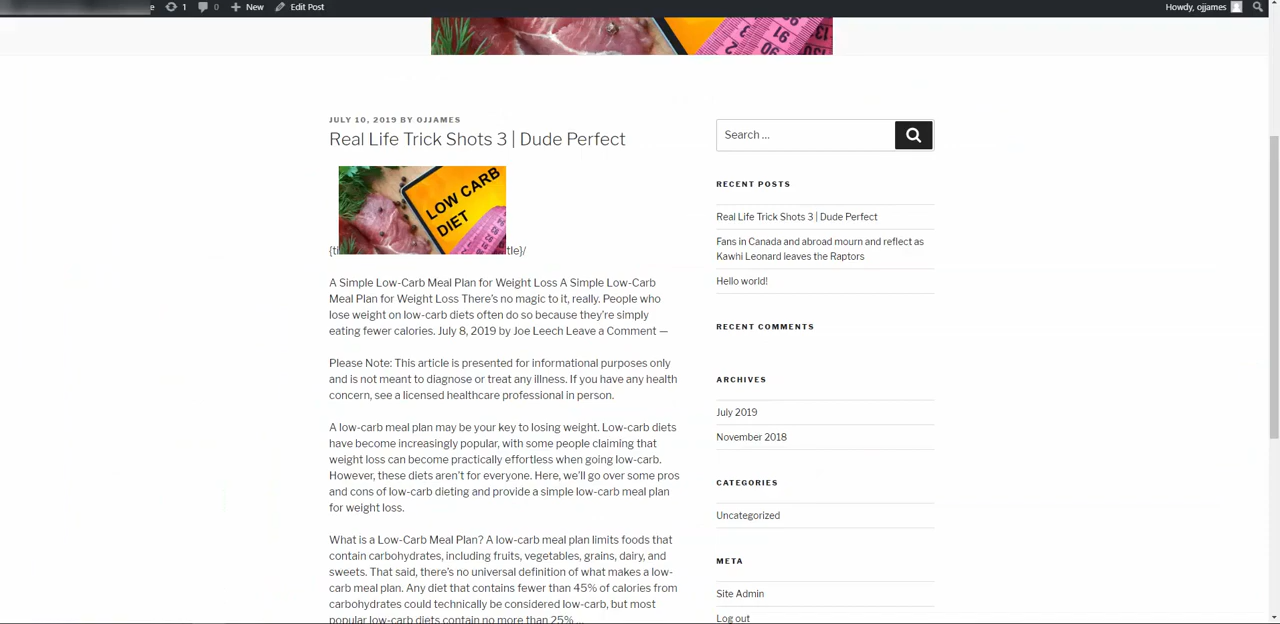 e 1 0 New Edit Post Howdy, ojjames
JULY 10, 2019 BY OJJAMES
Real Life Trick Shots 3 | Dude Perfect
LOW CARB
DIET
{ti tle}/
A Simple Low-Carb Meal Plan for Weight Loss A Simple Low-Carb
Meal Plan for Weight Loss There's no magic to it, really. People who
lose weight on low-carb diets often do so because they're simply
eating fewer calories. July 8, 2019 by Joe Leech Leave a Comment —
Please Note: This article is presented for informational purposes only
and is not meant to diagnose or treat any illness. If you have any health
concern, see a licensed healthcare professional in person.
A low-carb meal plan may be your key to losing weight. Low-carb diets
have become increasingly popular, with some people claiming that
weight loss can become practically effortless when going low-carb.
However, these diets aren't for everyone. Here, we'll go over some pros
and cons of low-carb dieting and provide a simple low-carb meal plan
for weight loss.
What is a Low-Carb Meal Plan? A low-carb meal plan limits foods that
contain carbohydrates, including fruits, vegetables, grains, dairy, and
sweets. That said, there's no universal definition of what makes a low-
carb meal plan. Any diet that contains fewer than 45% of calories from
carbohydrates could technically be considered low-carb, but most
popular low-carb diets contain no more than 25% ...
Search ...
RECENT POSTS
Real Life Trick Shots 3 | Dude Perfect
Fans in Canada and abroad mourn and reflect as
Kawhi Leonard leaves the Raptors
Hello world!
RECENT COMMENTS
ARCHIVES
July 2019
November 2018
CATEGORIES
Uncategorized
META
Site Admin
Log out